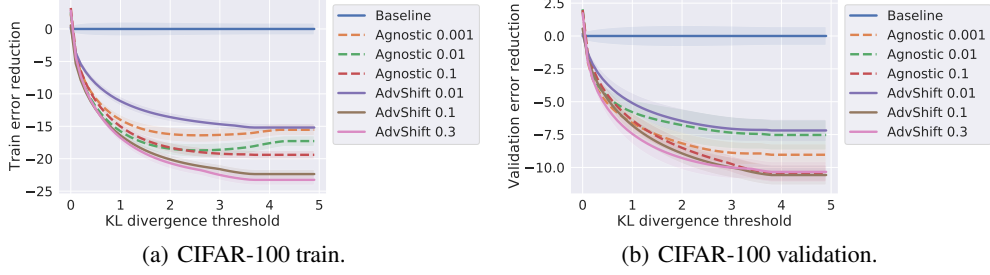 Train error reduction
0
−5
−10
−15
−20
−25
0 1 2 3 4 5
KL divergence threshold
Baseline
Agnostic 0.001
Agnostic 0.01
Agnostic 0.1
AdvShift 0.01
AdvShift 0.1
AdvShift 0.3
(a) CIFAR-100 train.
Validation error reduction
2.5
0.0
−2.5
−5.0
−7.5
−10.0
0 1 2 3 4 5
KL divergence threshold
Baseline
Agnostic 0.001
Agnostic 0.01
Agnostic 0.1
AdvShift 0.01
AdvShift 0.1
AdvShift 0.3
(b) CIFAR-100 validation.